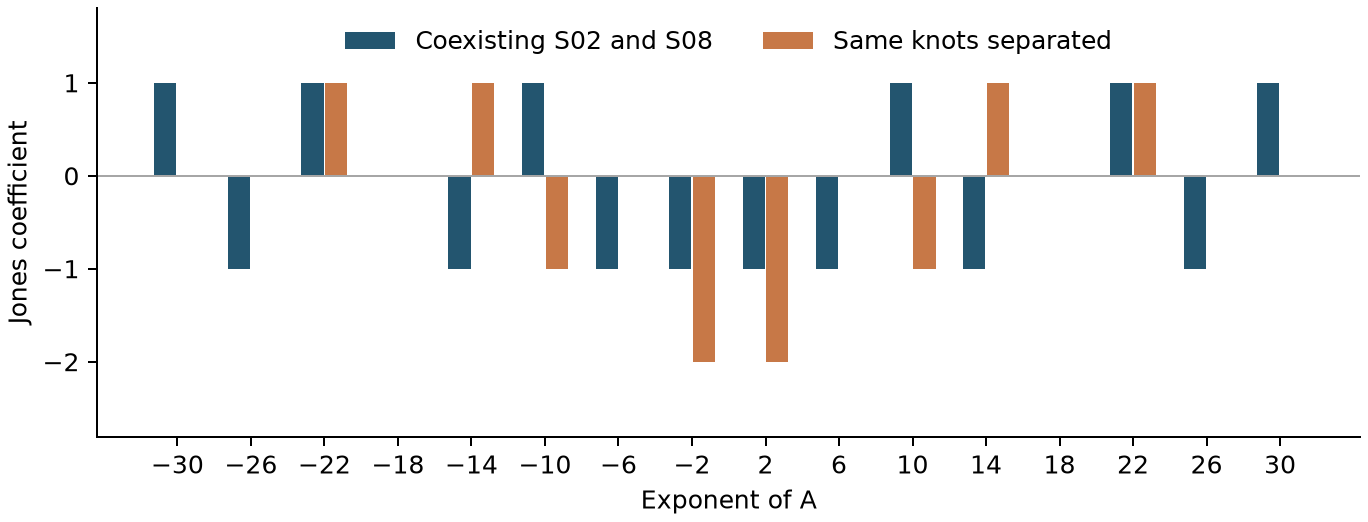 Coexisting S02 and S08
Same knots separated
Jones coefficient
1
0
−1
−2
−30 −26 −22 −18 −14 −10 −6 −2 2 6 10 14 18 22 26 30
Exponent of A